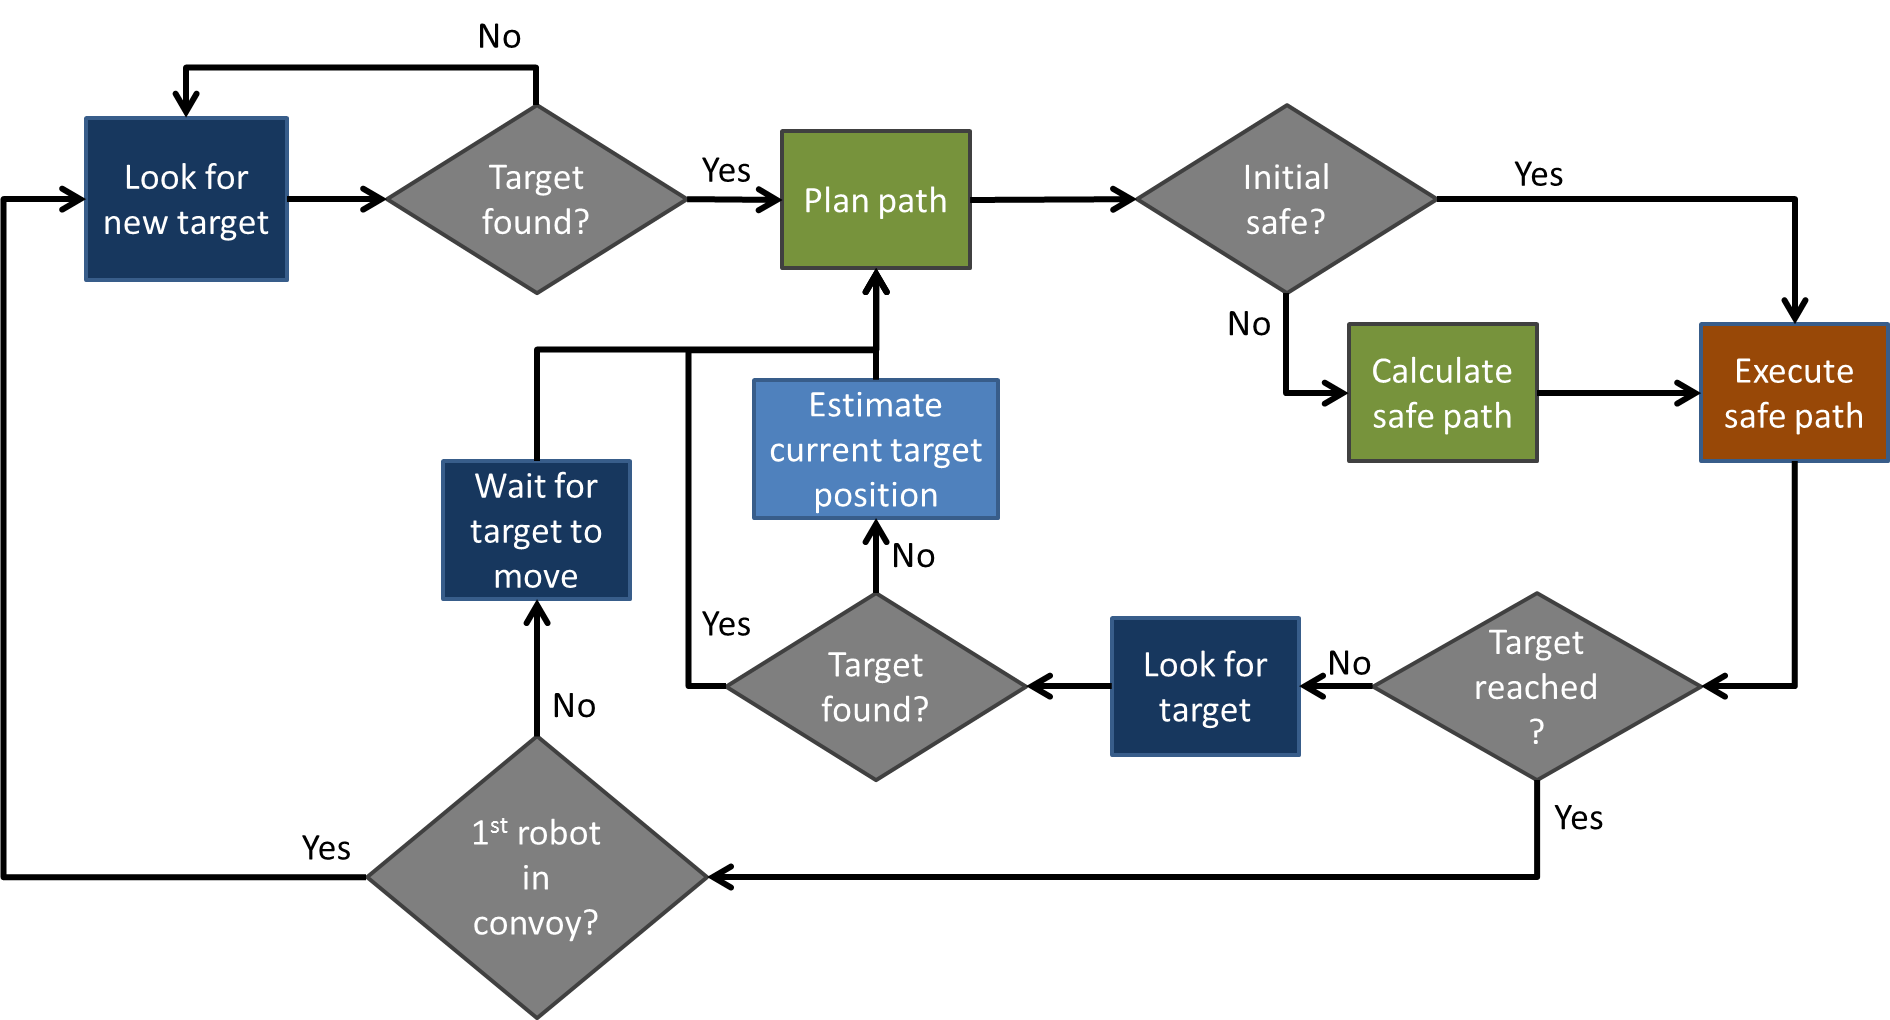 No
Look for
new target
Target
found?
Yes
Plan path
Initial
safe?
Yes
No
Calculate
safe path
Execute
safe path
Estimate
current target
position
Wait for
target to
move
No
Yes
Target
found?
Look for
target
No
Target
reached
?
No
Yes
Yes
1st robot
in
convoy?